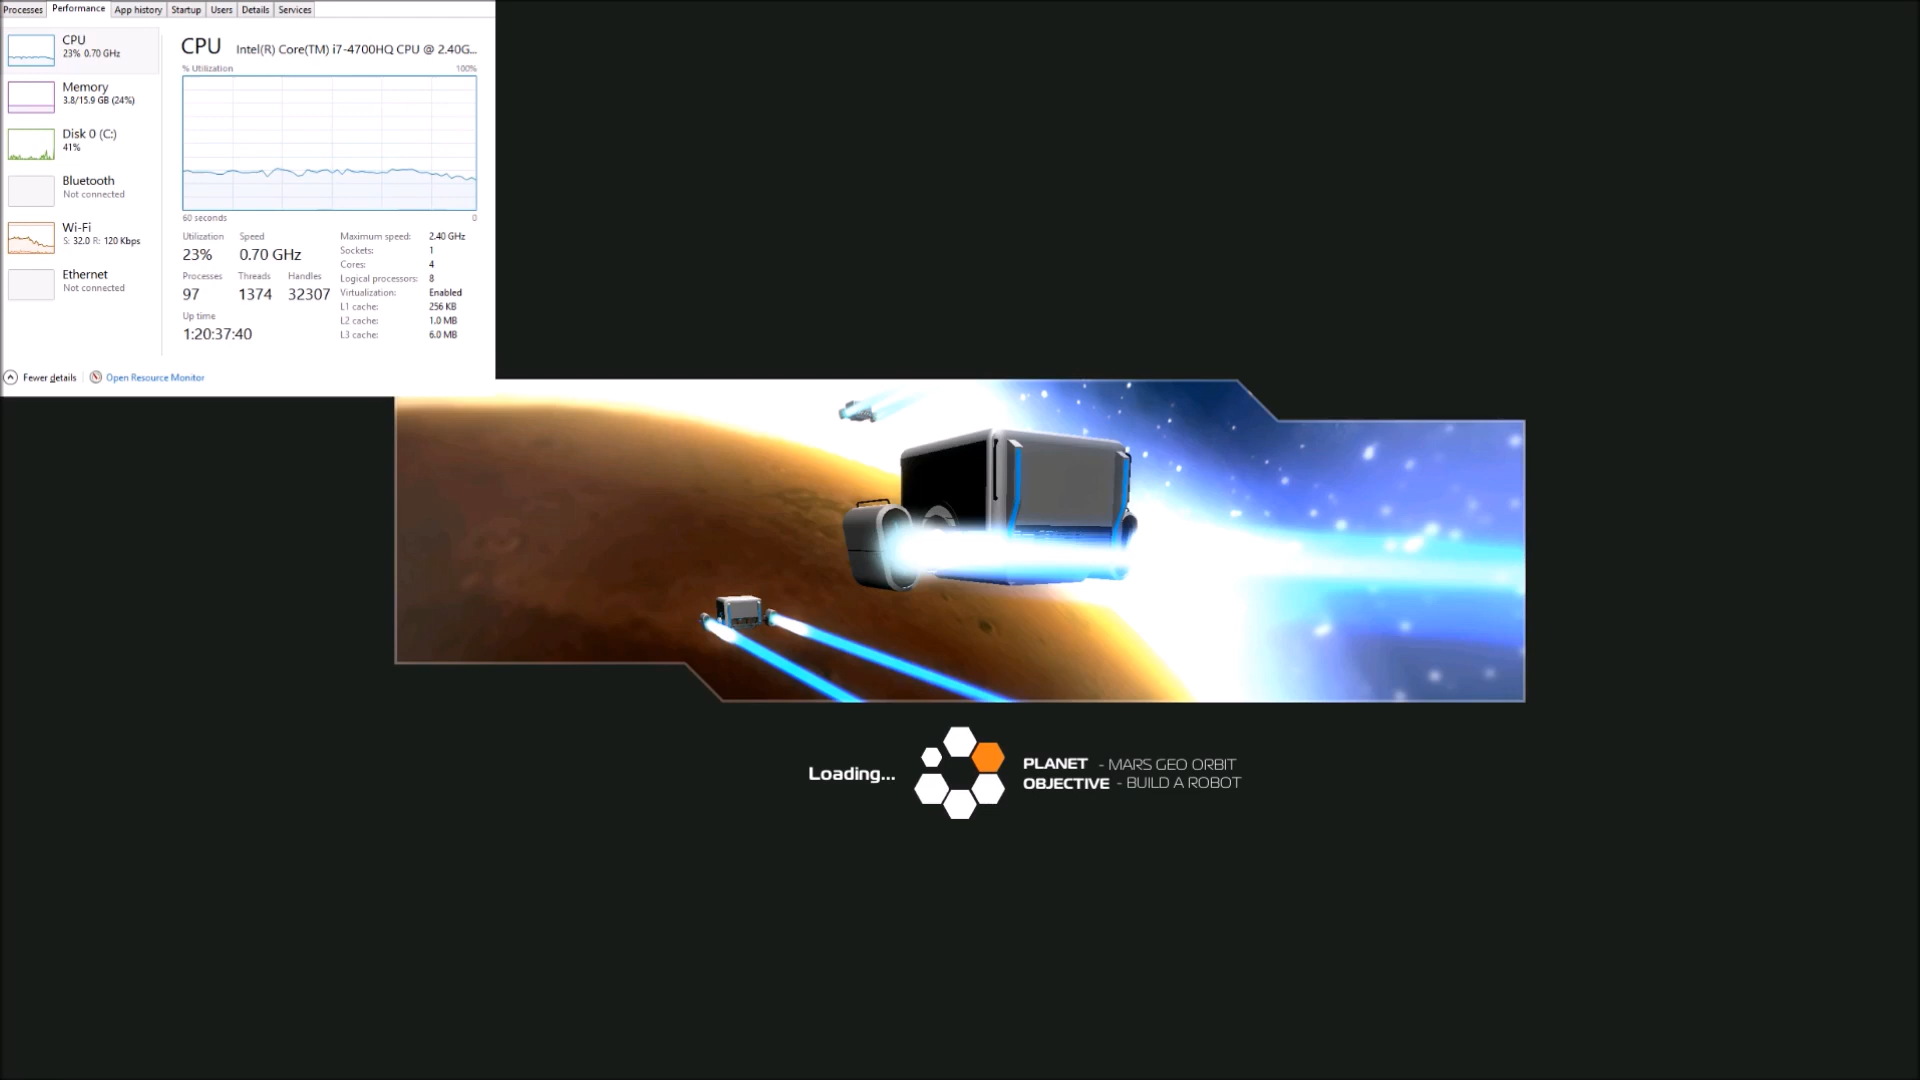 Processes Performance App history Startup Users Details Services
CPU
23% 0.70 GHz
Memory
3.8/15.9 GB (24%)
Disk 0 (C:)
41%
Bluetooth
Not connected
Wi-Fi
S: 32.0 R: 120 Kbps
Ethernet
Not connected
CPU Intel(R) Core(TM) i7-4700HQ CPU @ 2.40G...
% Utilization 100%
60 seconds 0
Utilization Speed
23% 0.70 GHz
Processes Threads Handles
97 1374 32307
Up time
1:20:37:40
Maximum speed: 2.40 GHz
Sockets: 1
Cores: 4
Logical processors: 8
Virtualization: Enabled
L1 cache: 256 KB
L2 cache: 1.0 MB
L3 cache: 6.0 MB
Fewer details Open Resource Monitor
Loading...
PLANET - MARS GEO ORBIT
OBJECTIVE - BUILD A ROBOT